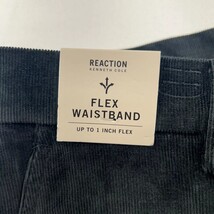 REACTION
KENNETH COLE
FLEX
WAISTBAND
UP TO 1 INCH FLEX